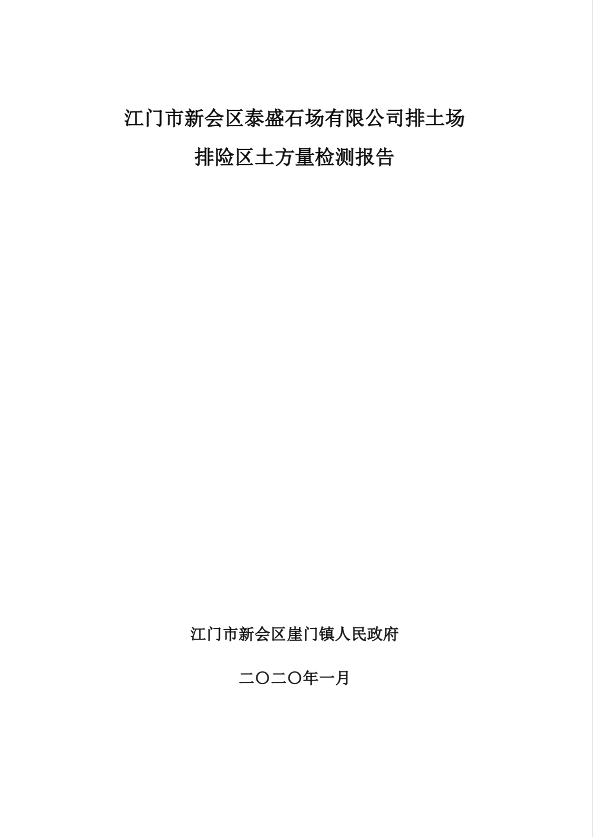 江门市新会区泰盛石场有限公司排土场
排险区土方量检测报告
江门市新会区崖门镇人民政府
二〇二〇年一月